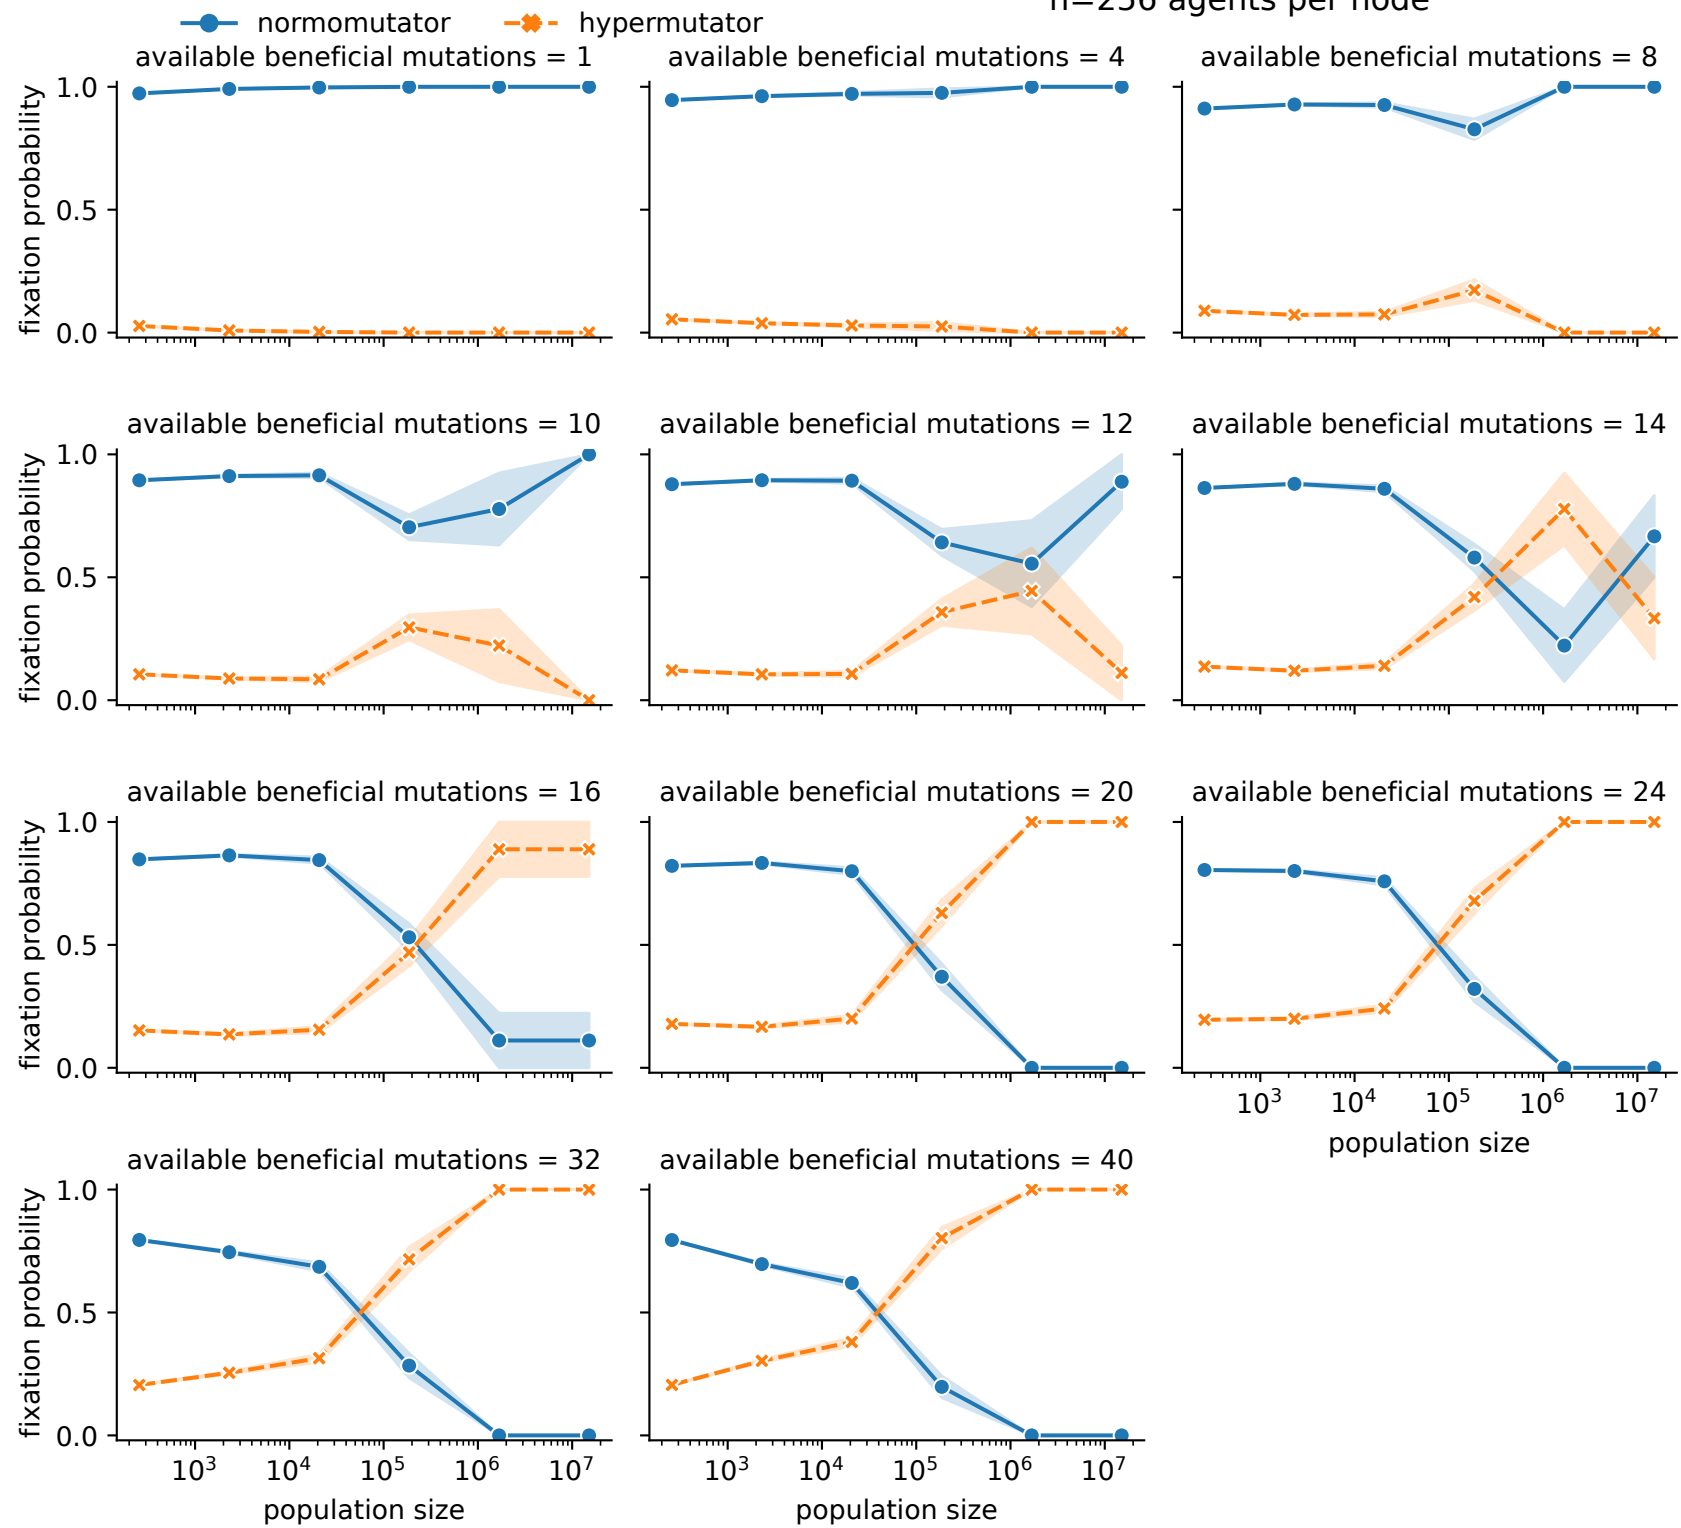 n=256 agents per node
normomutator hypermutator
available beneficial mutations = 1 available beneficial mutations = 4 available beneficial mutations = 8
fixation probability
1.0
0.5
0.0
available beneficial mutations = 10 available beneficial mutations = 12 available beneficial mutations = 14
fixation probability
1.0
0.5
0.0
available beneficial mutations = 16 available beneficial mutations = 20 available beneficial mutations = 24
fixation probability
1.0
0.5
0.0
10³ 10⁴ 10⁵ 10⁶ 10⁷
population size
available beneficial mutations = 32 available beneficial mutations = 40
fixation probability
1.0
0.5
0.0
10³ 10⁴ 10⁵ 10⁶ 10⁷ 10³ 10⁴ 10⁵ 10⁶ 10⁷
population size population size